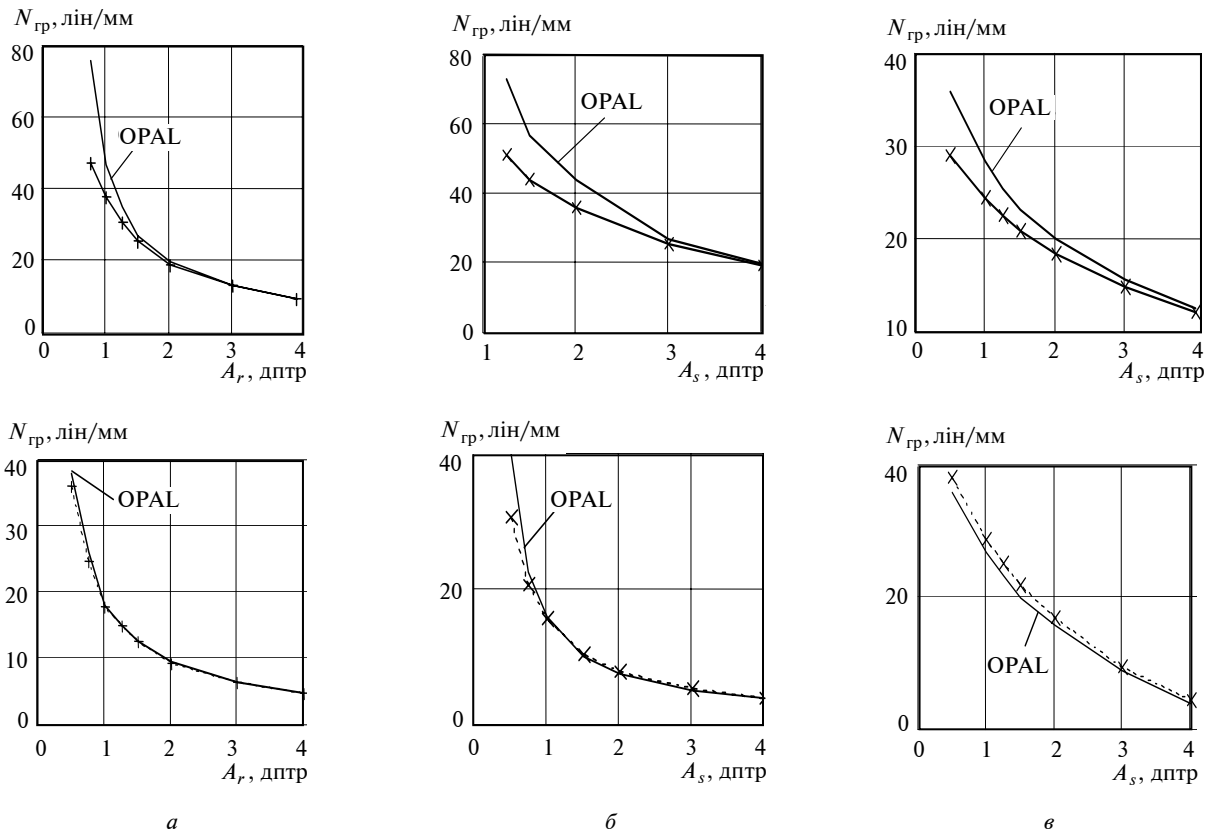 N гр, лін/мм
80
60
40
20
0
OPAL
0 1 2 3 4
A r, дптр
N гр, лін/мм
80
60
40
20
0
OPAL
1 2 3 4
A s, дптр
N гр, лін/мм
40
30
20
10
OPAL
0 1 2 3 4
A s, дптр
N гр, лін/мм
40
30
20
10
0
OPAL
0 1 2 3 4
A r, дптр
N гр, лін/мм
40
20
0
OPAL
0 1 2 3 4
A s, дптр
N гр, лін/мм
40
20
0
OPAL
0 1 2 3 4
A s, дптр
а б в